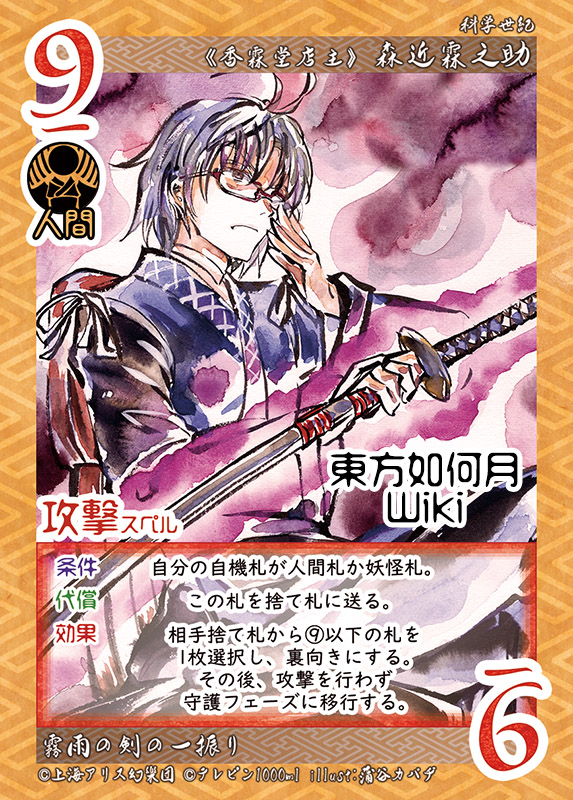 科学世紀
9
《香霖堂店主》 森近霖之助
人間
東方如何月
Wiki
攻撃スペル
条件 自分の自機札が人間札か妖怪札。
代償 この札を捨て札に送る。
効果 相手捨て札から⑨以下の札を
1枚選択し、裏向きにする。
その後、攻撃を行わず
守護フェーズに移行する。
6
霧雨の剣の一振り
©上海アリス幻樂団 ©テレピン1000ml illust:蒲谷カバヂ